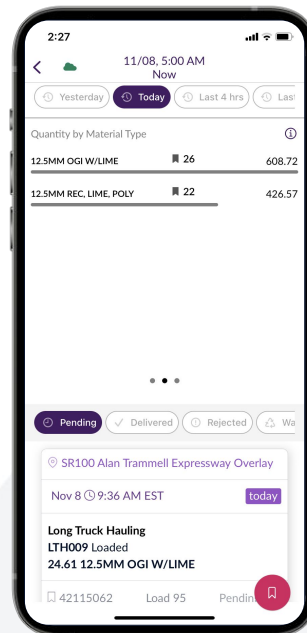 2:27
11/08, 5:00 AM
Now
Yesterday
Today
Last 4 hrs
Quantity by Material Type
12.5MM OGI W/LIME 26 608.72
12.5MM REC, LIME, POLY 22 426.57
Pending
Delivered
Rejected
SR100 Alan Trammell Expressway Overlay
Nov 8 9:36 AM EST today
Long Truck Hauling
LTH009 Loaded
24.61 12.5MM OGI W/LIME
42115062 Load 95